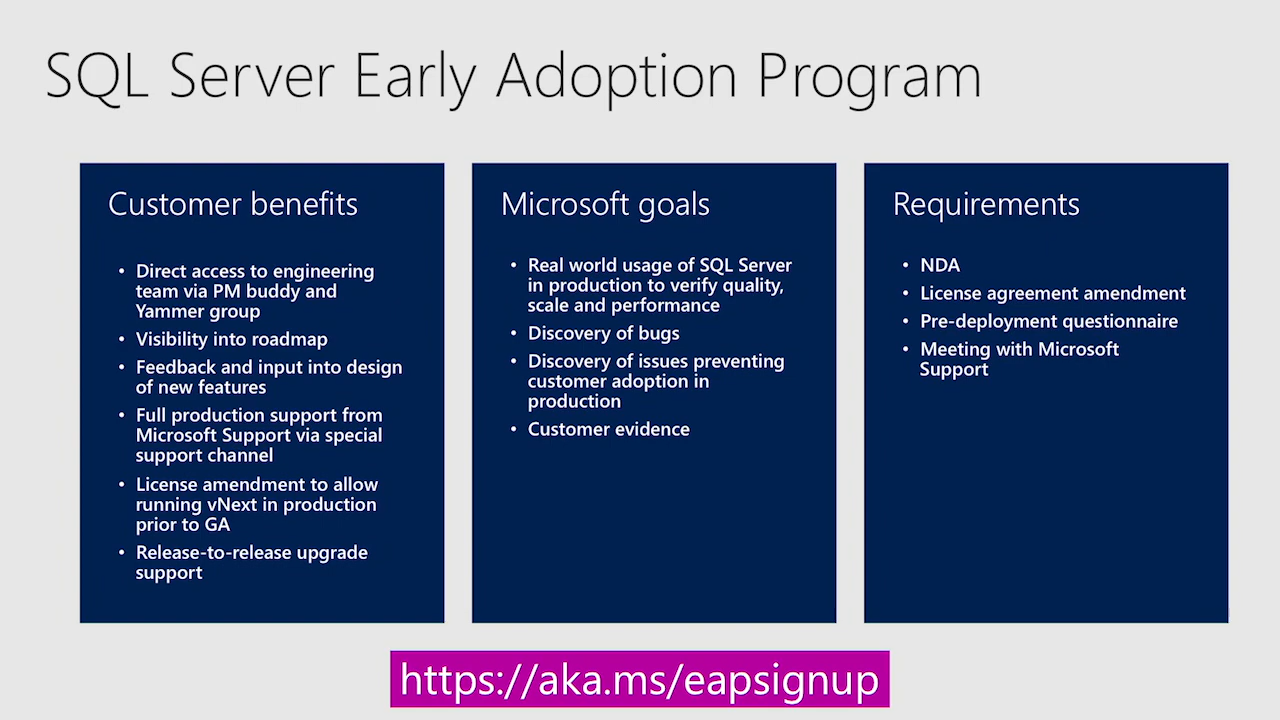 SQL Server Early Adoption Program
Customer benefits
• Direct access to engineering
team via PM buddy and
Yammer group
• Visibility into roadmap
• Feedback and input into design
of new features
• Full production support from
Microsoft Support via special
support channel
• License amendment to allow
running vNext in production
prior to GA
• Release-to-release upgrade
support
Microsoft goals
• Real world usage of SQL Server
in production to verify quality,
scale and performance
• Discovery of bugs
• Discovery of issues preventing
customer adoption in
production
• Customer evidence
Requirements
• NDA
• License agreement amendment
• Pre-deployment questionnaire
• Meeting with Microsoft
Support
https://aka.ms/eapsignup